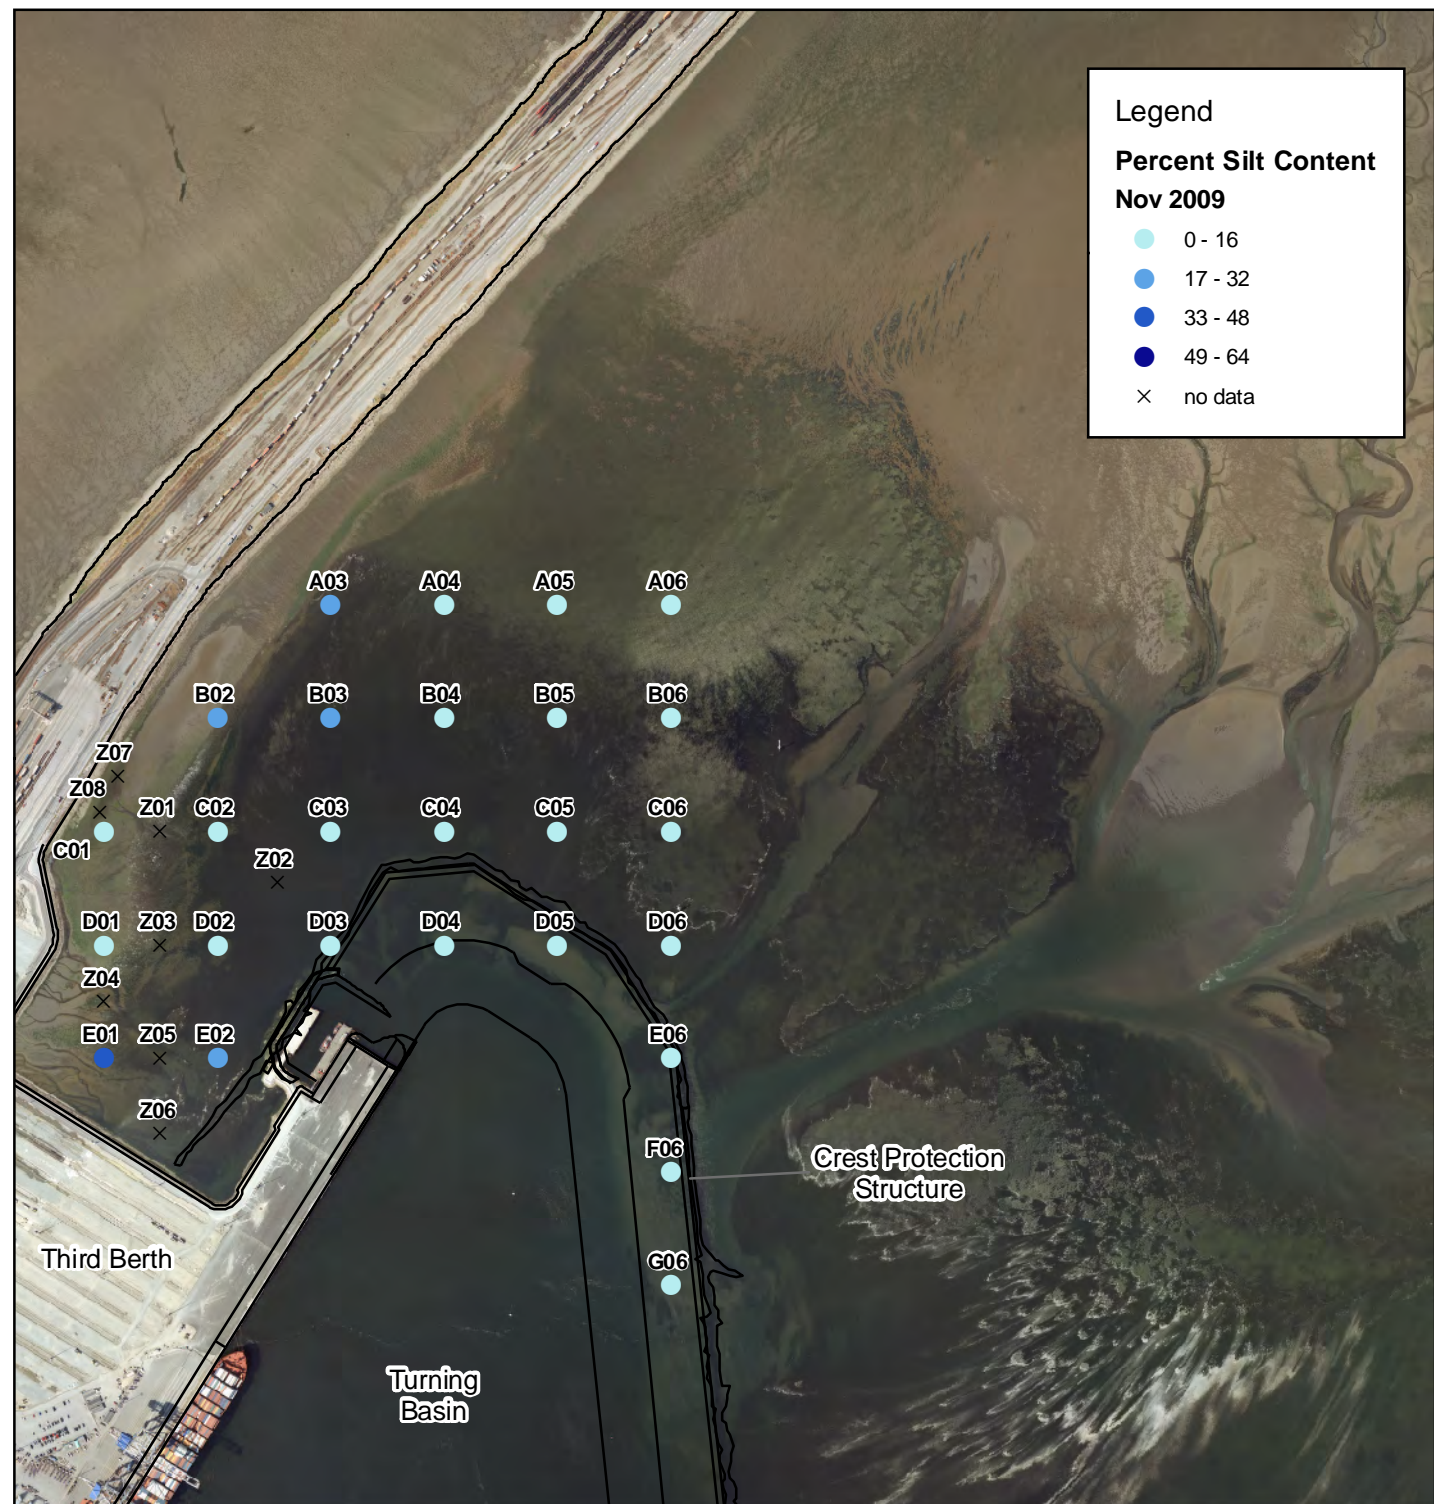 Legend
Percent Silt Content
Nov 2009
0 - 16
17 - 32
33 - 48
49 - 64
no data
A03 A04 A05 A06
B02 B03 B04 B05 B06
Z07
Z08
Z01 C02 C03 C04 C05 C06
C01
Z02
D01 Z03 D02 D03 D04 D05 D06
Z04
E01 Z05 E02 E06
Z06
F06
Crest Protection
Structure
Third Berth
G06
Turning
Basin